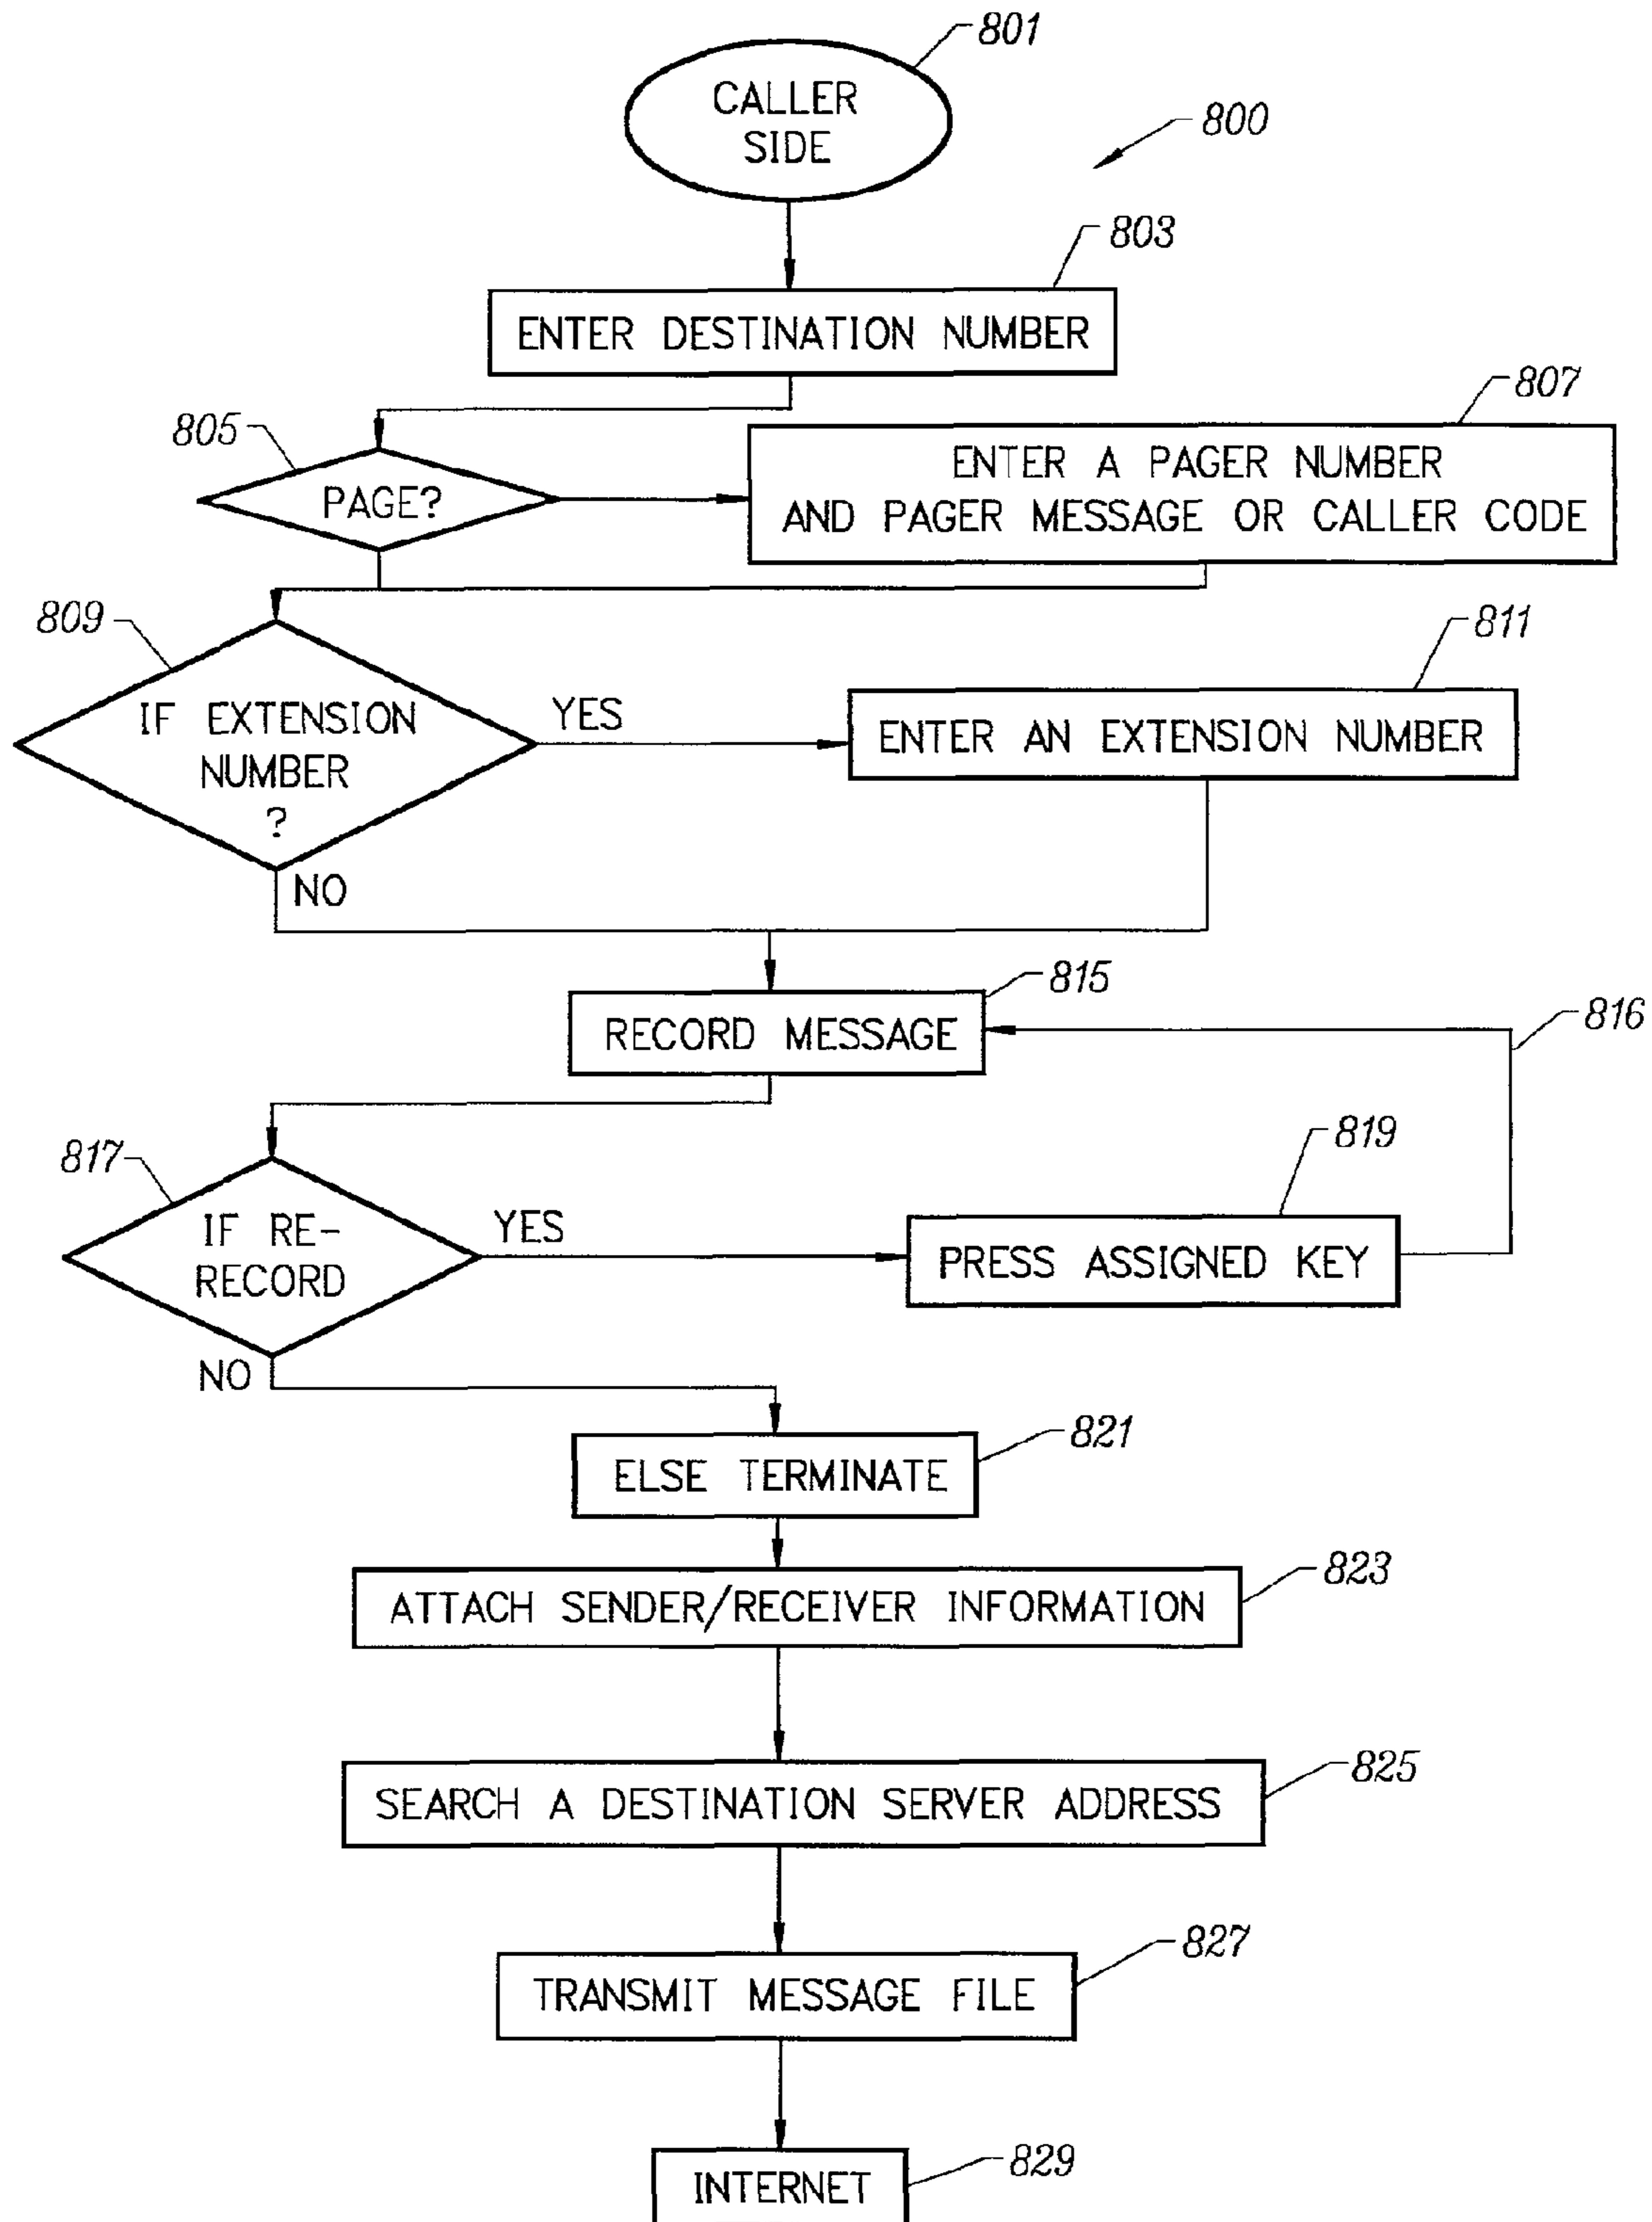 801
CALLER
SIDE
800
803
ENTER DESTINATION NUMBER
807
805
ENTER A PAGER NUMBER
AND PAGER MESSAGE OR CALLER CODE
PAGE?
809
811
IF EXTENSION
NUMBER
?
YES
ENTER AN EXTENSION NUMBER
NO
815
816
RECORD MESSAGE
817
819
IF RE-
RECORD
YES
PRESS ASSIGNED KEY
NO
821
ELSE TERMINATE
823
ATTACH SENDER/RECEIVER INFORMATION
825
SEARCH A DESTINATION SERVER ADDRESS
827
TRANSMIT MESSAGE FILE
829
INTERNET